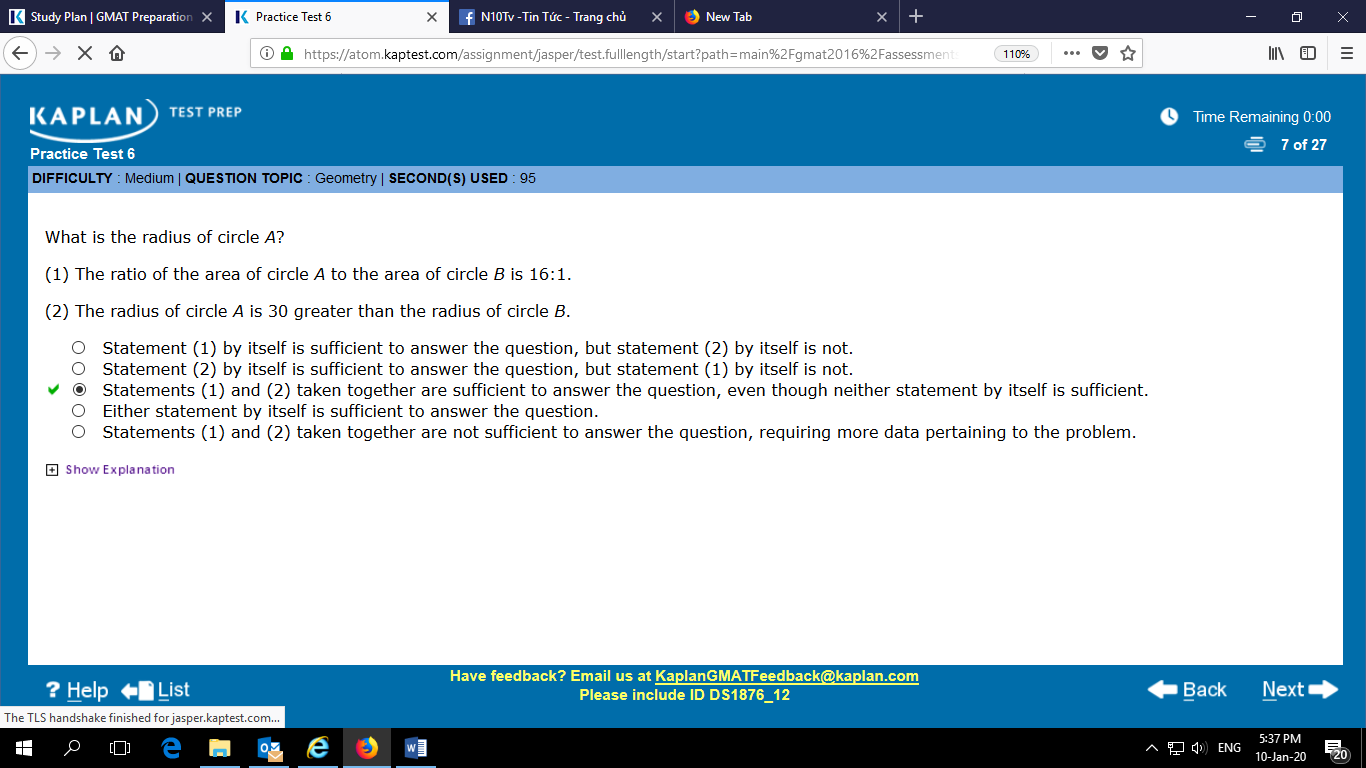 Study Plan | GMAT Preparation
Practice Test 6
N10Tv -Tin Tức - Trang chủ
New Tab
https://atom.kaptest.com/assignment/jasper/test.fulllength/start?path=main%2Fgmat2016%2Fassessment
110%
KAPLAN TEST PREP
Time Remaining 0:00
Practice Test 6
7 of 27
DIFFICULTY : Medium | QUESTION TOPIC : Geometry | SECOND(S) USED : 95
What is the radius of circle A?
(1) The ratio of the area of circle A to the area of circle B is 16:1.
(2) The radius of circle A is 30 greater than the radius of circle B.
Statement (1) by itself is sufficient to answer the question, but statement (2) by itself is not.
Statement (2) by itself is sufficient to answer the question, but statement (1) by itself is not.
Statements (1) and (2) taken together are sufficient to answer the question, even though neither statement by itself is sufficient.
Either statement by itself is sufficient to answer the question.
Statements (1) and (2) taken together are not sufficient to answer the question, requiring more data pertaining to the problem.
Show Explanation
Have feedback? Email us at KaplanGMATFeedback@kaplan.com
Please include ID DS1876_12
? Help
List
Back
Next
The TLS handshake finished for jasper.kaptest.com...
ENG
5:37 PM
10-Jan-20
20